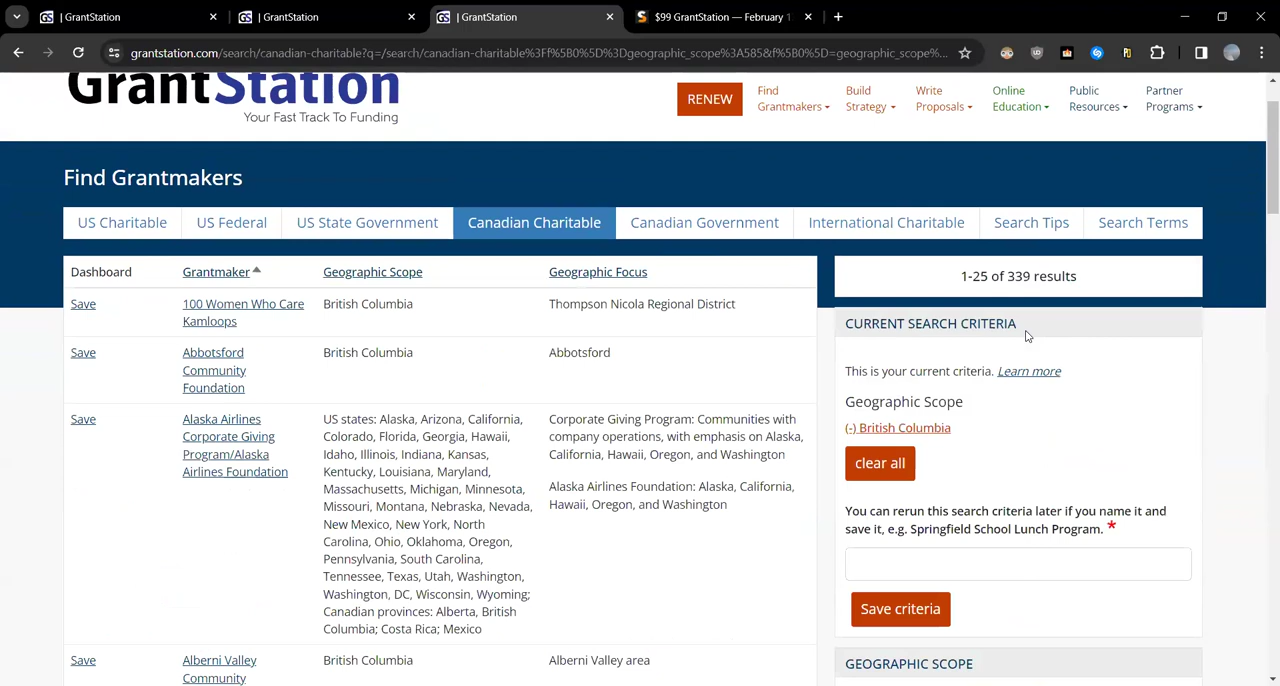 | GrantStation
| GrantStation
| GrantStation
$99 GrantStation — February 1
grantstation.com/search/canadian-charitable?q=/search/canadian-charitable%3Ff%5B0%5D%3Dgeographic_scope%3A585&f%5B0%5D=geographic_scope%...
GrantStation
Your Fast Track To Funding
RENEW
Find Grantmakers
Build Strategy
Write Proposals
Online Education
Public Resources
Partner Programs
Find Grantmakers
US Charitable
US Federal
US State Government
Canadian Charitable
Canadian Government
International Charitable
Search Tips
Search Terms
Dashboard Grantmaker Geographic Scope Geographic Focus
Save
100 Women Who Care
Kamloops
British Columbia
Thompson Nicola Regional District
Save
Abbotsford
Community
Foundation
British Columbia
Abbotsford
Save
Alaska Airlines
Corporate Giving
Program/Alaska
Airlines Foundation
US states: Alaska, Arizona, California,
Colorado, Florida, Georgia, Hawaii,
Idaho, Illinois, Indiana, Kansas,
Kentucky, Louisiana, Maryland,
Massachusetts, Michigan, Minnesota,
Missouri, Montana, Nebraska, Nevada,
New Mexico, New York, North
Carolina, Ohio, Oklahoma, Oregon,
Pennsylvania, South Carolina,
Tennessee, Texas, Utah, Washington,
Washington, DC, Wisconsin, Wyoming;
Canadian provinces: Alberta, British
Columbia; Costa Rica; Mexico
Corporate Giving Program: Communities with
company operations, with emphasis on Alaska,
California, Hawaii, Oregon, and Washington
Alaska Airlines Foundation: Alaska, California,
Hawaii, Oregon, and Washington
Save
Alberni Valley
Community
British Columbia
Alberni Valley area
1-25 of 339 results
CURRENT SEARCH CRITERIA
This is your current criteria. Learn more
Geographic Scope
(-) British Columbia
clear all
You can rerun this search criteria later if you name it and
save it, e.g. Springfield School Lunch Program. *
Save criteria
GEOGRAPHIC SCOPE